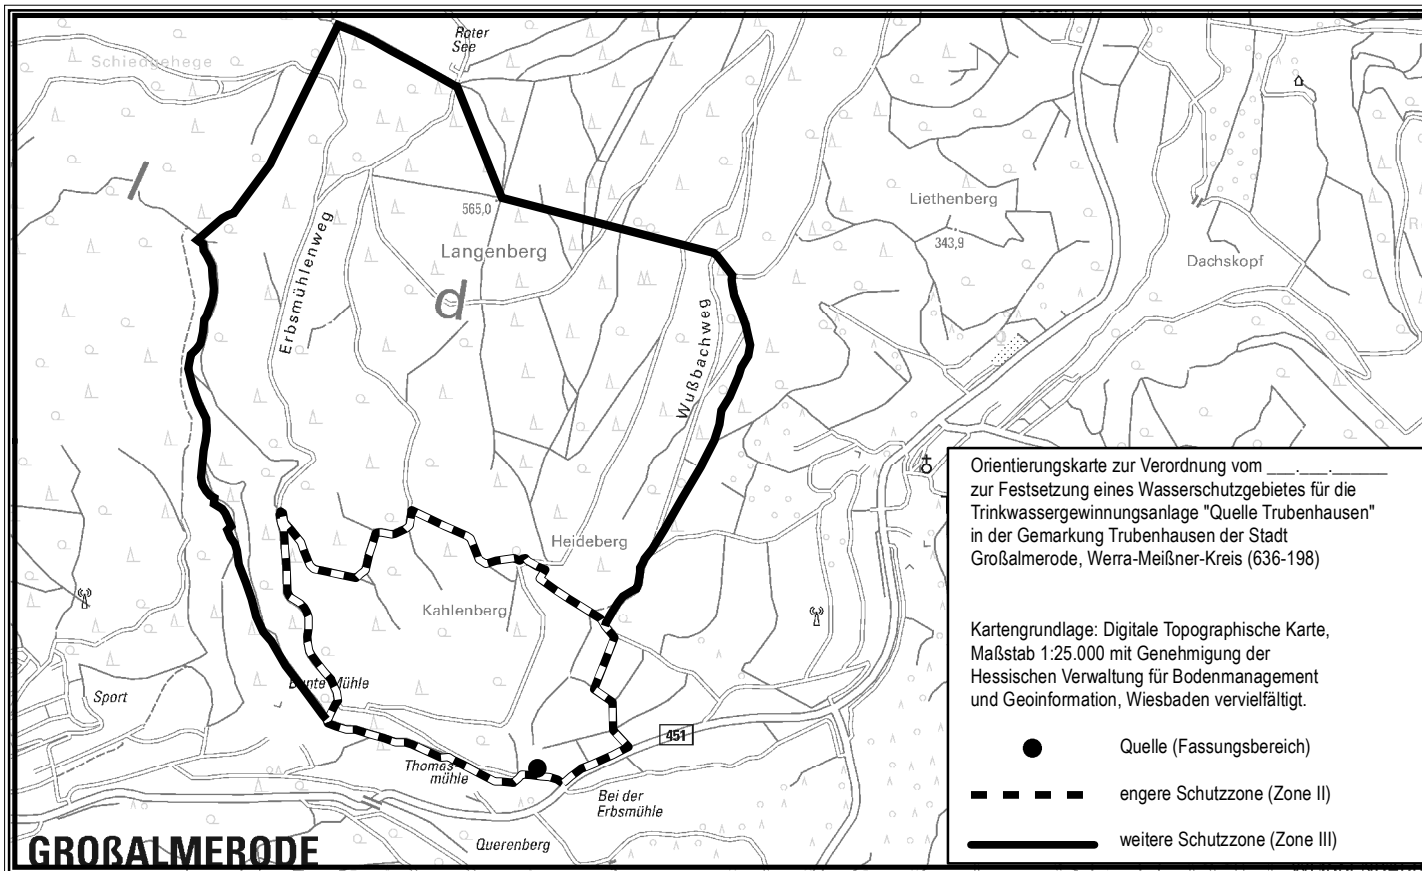 Roter
See
Schiedgehege
l
565,0
Langenberg
Erbsmühlenweg
d
Wußbachweg
Liethenberg
343,9
Dachskopf
Heideberg
Kahlenberg
Bunte Mühle
Sport
451
Thomas-
mühle
Bei der
Erbsmühle
Querenberg
GROßALMERODE
Orientierungskarte zur Verordnung vom ___.___.______
zur Festsetzung eines Wasserschutzgebietes für die
Trinkwassergewinnungsanlage "Quelle Trubenhausen"
in der Gemarkung Trubenhausen der Stadt
Großalmerode, Werra-Meißner-Kreis (636-198)
Kartengrundlage: Digitale Topographische Karte,
Maßstab 1:25.000 mit Genehmigung der
Hessischen Verwaltung für Bodenmanagement
und Geoinformation, Wiesbaden vervielfältigt.
Quelle (Fassungsbereich)
engere Schutzzone (Zone II)
weitere Schutzzone (Zone III)